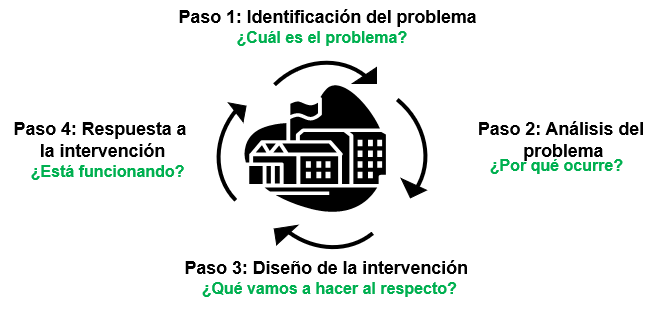 Paso 1: Identificación del problema
¿Cuál es el problema?
Paso 2: Análisis del
problema
¿Por qué ocurre?
Paso 3: Diseño de la intervención
¿Qué vamos a hacer al respecto?
Paso 4: Respuesta a
la intervención
¿Está funcionando?